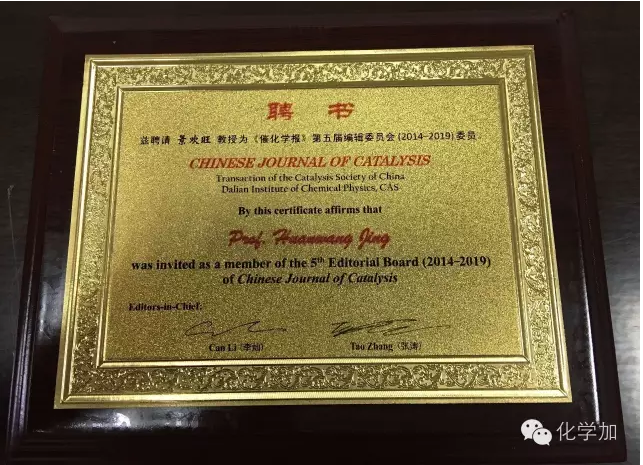 聘 书
兹聘请 景欢旺 教授为《催化学报》第五届编辑委员会(2014-2019)委员.
CHINESE JOURNAL OF CATALYSIS
Transaction of the Catalysis Society of China
Dalian Institute of Chemical Physics, CAS
By this certificate affirms that
Prof. Huanwang Jing
was invited as a member of the 5th Editorial Board (2014-2019)
of Chinese Journal of Catalysis
Editors-in-Chief:
Can Li (李灿) Tao Zhang (张涛)
化学加